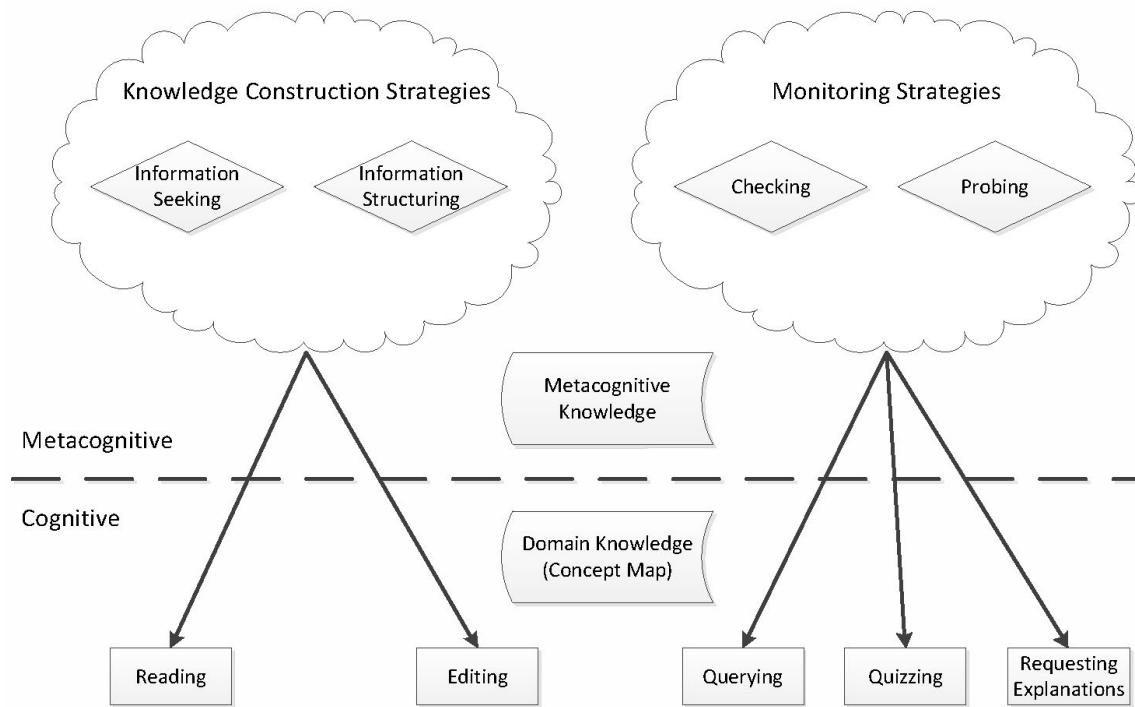 Knowledge Construction Strategies
Monitoring Strategies
Information
Seeking
Information
Structuring
Checking
Probing
Metacognitive
Knowledge
Metacognitive
Cognitive
Domain Knowledge
(Concept Map)
Reading
Editing
Querying
Quizzing
Requesting
Explanations